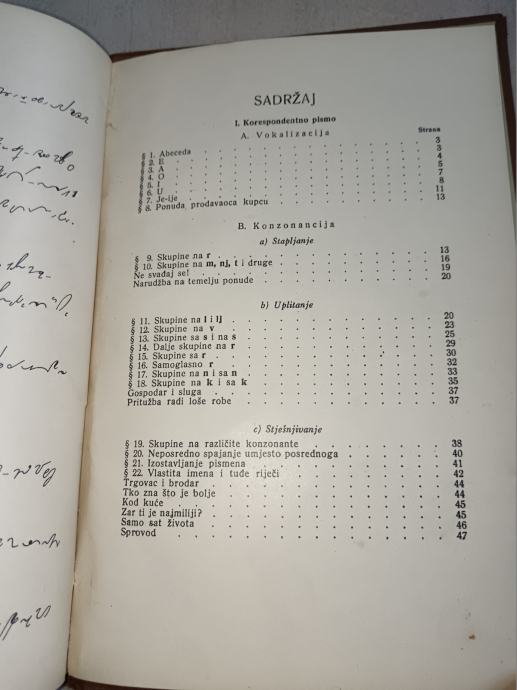 SADRŽAJ
I. Korespondentno pismo
A. Vokalizacija
Strana
§ 1. Abeceda . . . 3
§ 2. E . . . 3
§ 3. A . . . 4
§ 4. O . . . 5
§ 5. I . . . 7
§ 6. U . . . 8
§ 7. Je-ije . . . 11
§ 8. Ponuda prodavaoca kupcu . . . 13
B. Konzonancija
a) Stapljanje
§ 9. Skupine na r . . . 13
§ 10. Skupine na m, nj, t i druge . . . 16
Ne svađaj se! . . . 19
Narudžba na temelju ponude . . . 20
b) Uplitanje
§ 11. Skupine na l i lj . . . 20
§ 12. Skupine na v . . . 23
§ 13. Skupine sa s i na s . . . 25
§ 14. Dalje skupine na r . . . 29
§ 15. Skupine sa r . . . 30
§ 16. Samoglasno r . . . 32
§ 17. Skupine na n i sa n . . . 33
§ 18. Skupine na k i sa k . . . 35
Gospodar i sluga . . . 37
Pritužba radi loše robe . . . 37
c) Stješnjivanje
§ 19. Skupine na različite konzonante . . . 38
§ 20. Neposredno spajanje umjesto posrednoga . . . 40
§ 21. Izostavljanje pismena . . . 41
§ 22. Vlastita imena i tuđe riječi . . . 42
Trgovac i brodar . . . 44
Tko zna što je bolje . . . 44
Kod kuće . . . 45
Zar ti je najmiliji? . . . 45
Samo sat života . . . 46
Sprovod . . . 47